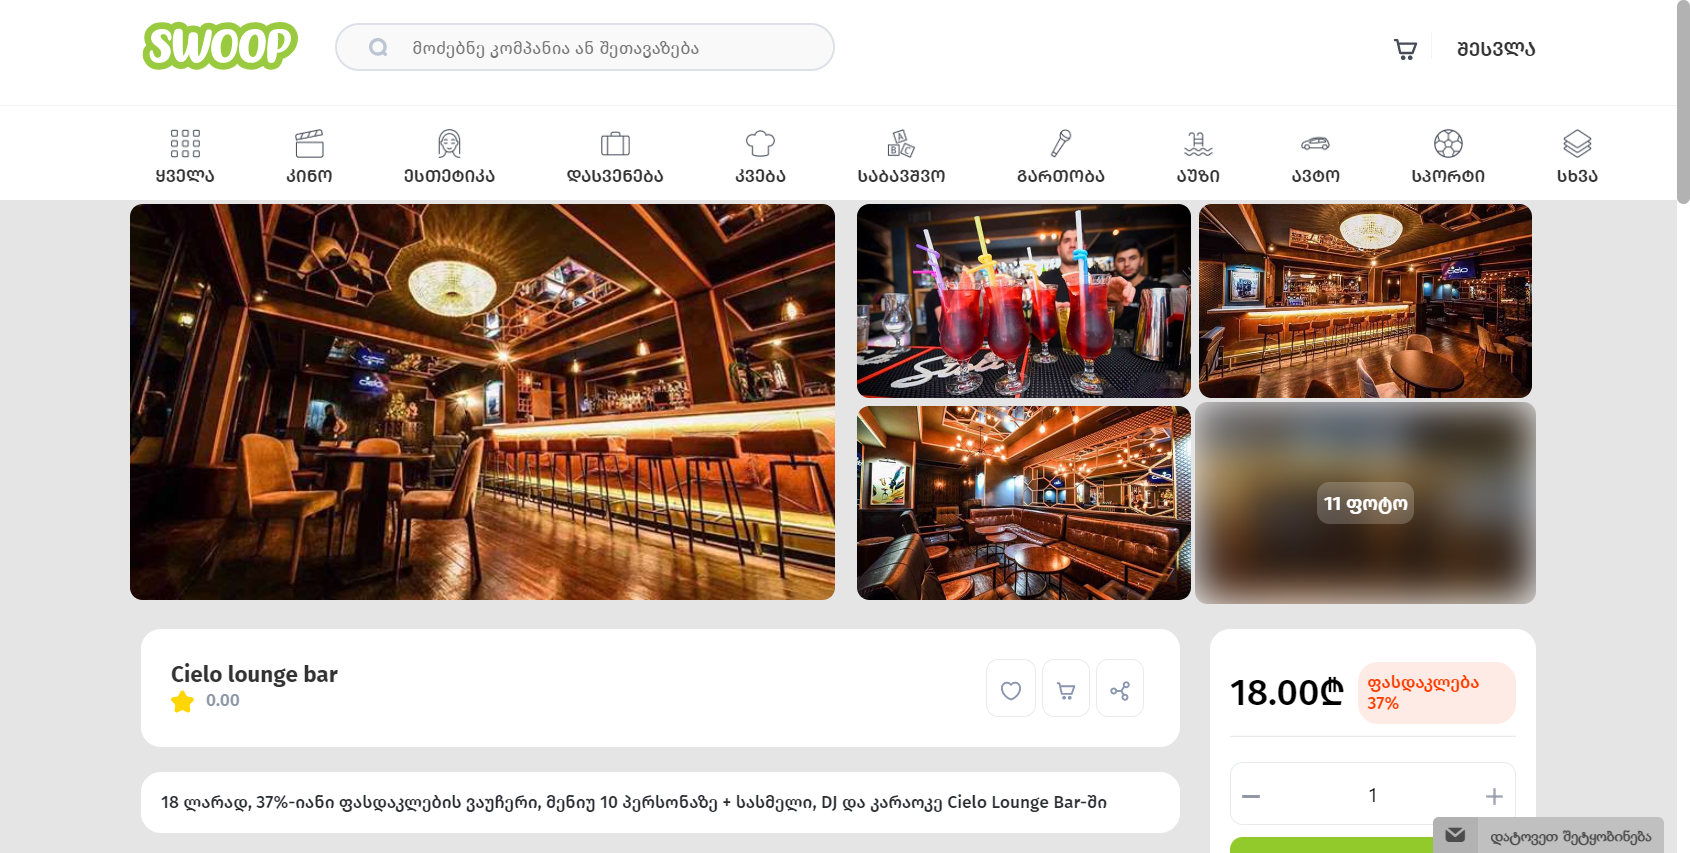 SWOOP
მოძებნე კომპანია ან შეთავაზება
შესვლა
ყველა
კინო
ესთეტიკა
დასვენება
კვება
A
B C
საბავშვო
გართობა
აუზი
ავტო
სპორტი
სხვა
cielo
11 ფოტო
Cielo lounge bar
0.00
18.00₾
ფასდაკლება
37%
18 ლარად, 37%-იანი ფასდაკლების ვაუჩერი, მენიუ 10 პერსონაზე + სასმელი, DJ და კარაოკე Cielo Lounge Bar-ში
1
დატოვეთ შეტყობინება